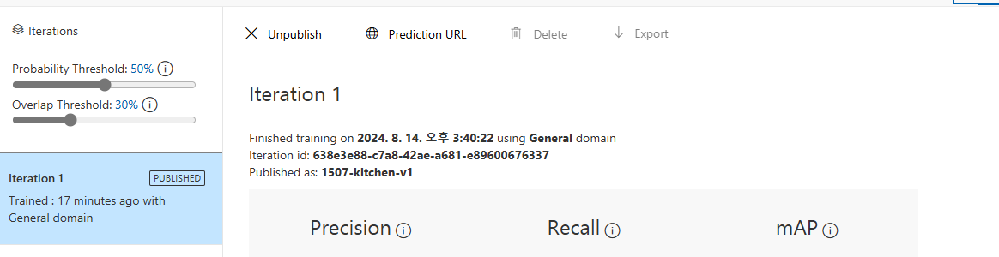 Iterations
Unpublish
Prediction URL
Delete
Export
Probability Threshold: 50%
Overlap Threshold: 30%
Iteration 1
Finished training on 2024. 8. 14. 오후 3:40:22 using General domain
Iteration id: 638e3e88-c7a8-42ae-a681-e89600676337
Published as: 1507-kitchen-v1
Iteration 1
PUBLISHED
Trained : 17 minutes ago with
General domain
Precision
Recall
mAP